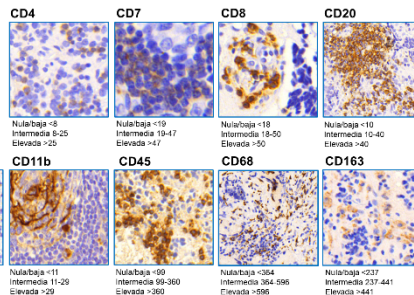 CD4
Nula/baja <8
Intermedia 8-25
Elevada >25
CD7
Nula/baja <19
Intermedia 19-47
Elevada >47
CD8
Nula/baja <18
Intermedia 18-50
Elevada >50
CD20
Nula/baja <10
Intermedia 10-40
Elevada >40
CD11b
Nula/baja <11
Intermedia 11-29
Elevada >29
CD45
Nula/baja <99
Intermedia 99-360
Elevada >360
CD68
Nula/baja <364
Intermedia 364-596
Elevada >596
CD163
Nula/baja <237
Intermedia 237-441
Elevada >441